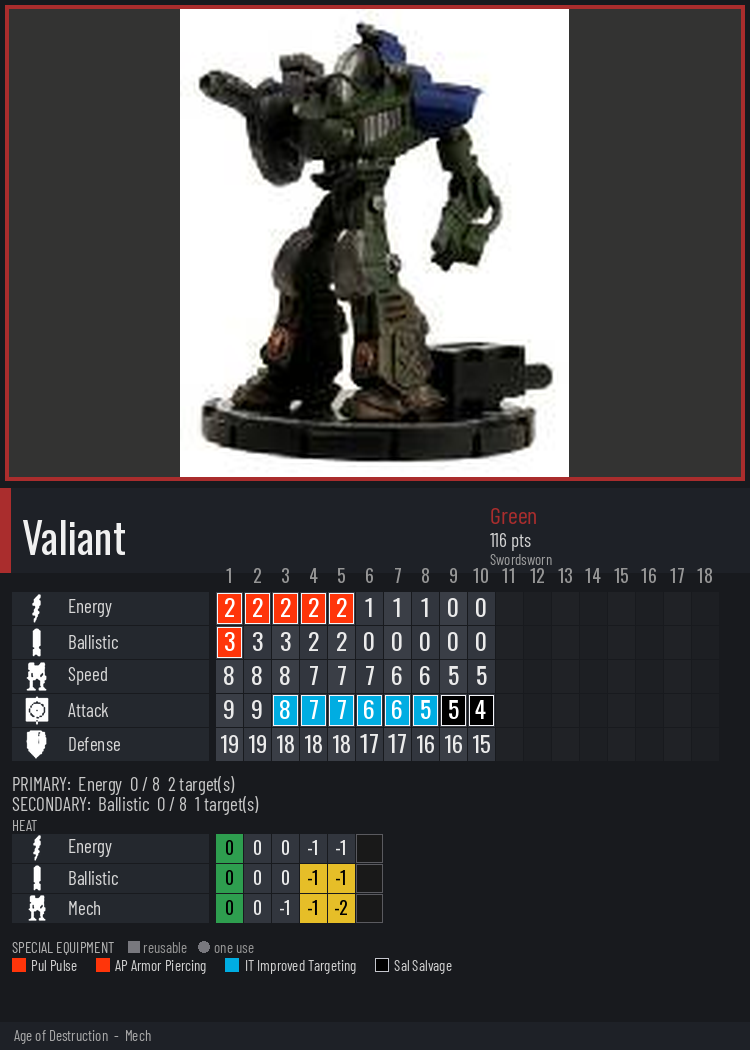 Valiant
Green
116 pts
Swordsworn
1 2 3 4 5 6 7 8 9 10 11 12 13 14 15 16 17 18
Energy 2 2 2 2 2 1 1 1 0 0
Ballistic 3 3 3 2 2 0 0 0 0 0
Speed 8 8 8 7 7 7 6 6 5 5
Attack 9 9 8 7 7 6 6 5 5 4
Defense 19 19 18 18 18 17 17 16 16 15
PRIMARY: Energy 0 / 8 2 target(s)
SECONDARY: Ballistic 0 / 8 1 target(s)
HEAT
Energy 0 0 0 -1 -1
Ballistic 0 0 0 -1 -1
Mech 0 0 -1 -1 -2
SPECIAL EQUIPMENT reusable one use
Pul Pulse AP Armor Piercing IT Improved Targeting Sal Salvage
Age of Destruction - Mech